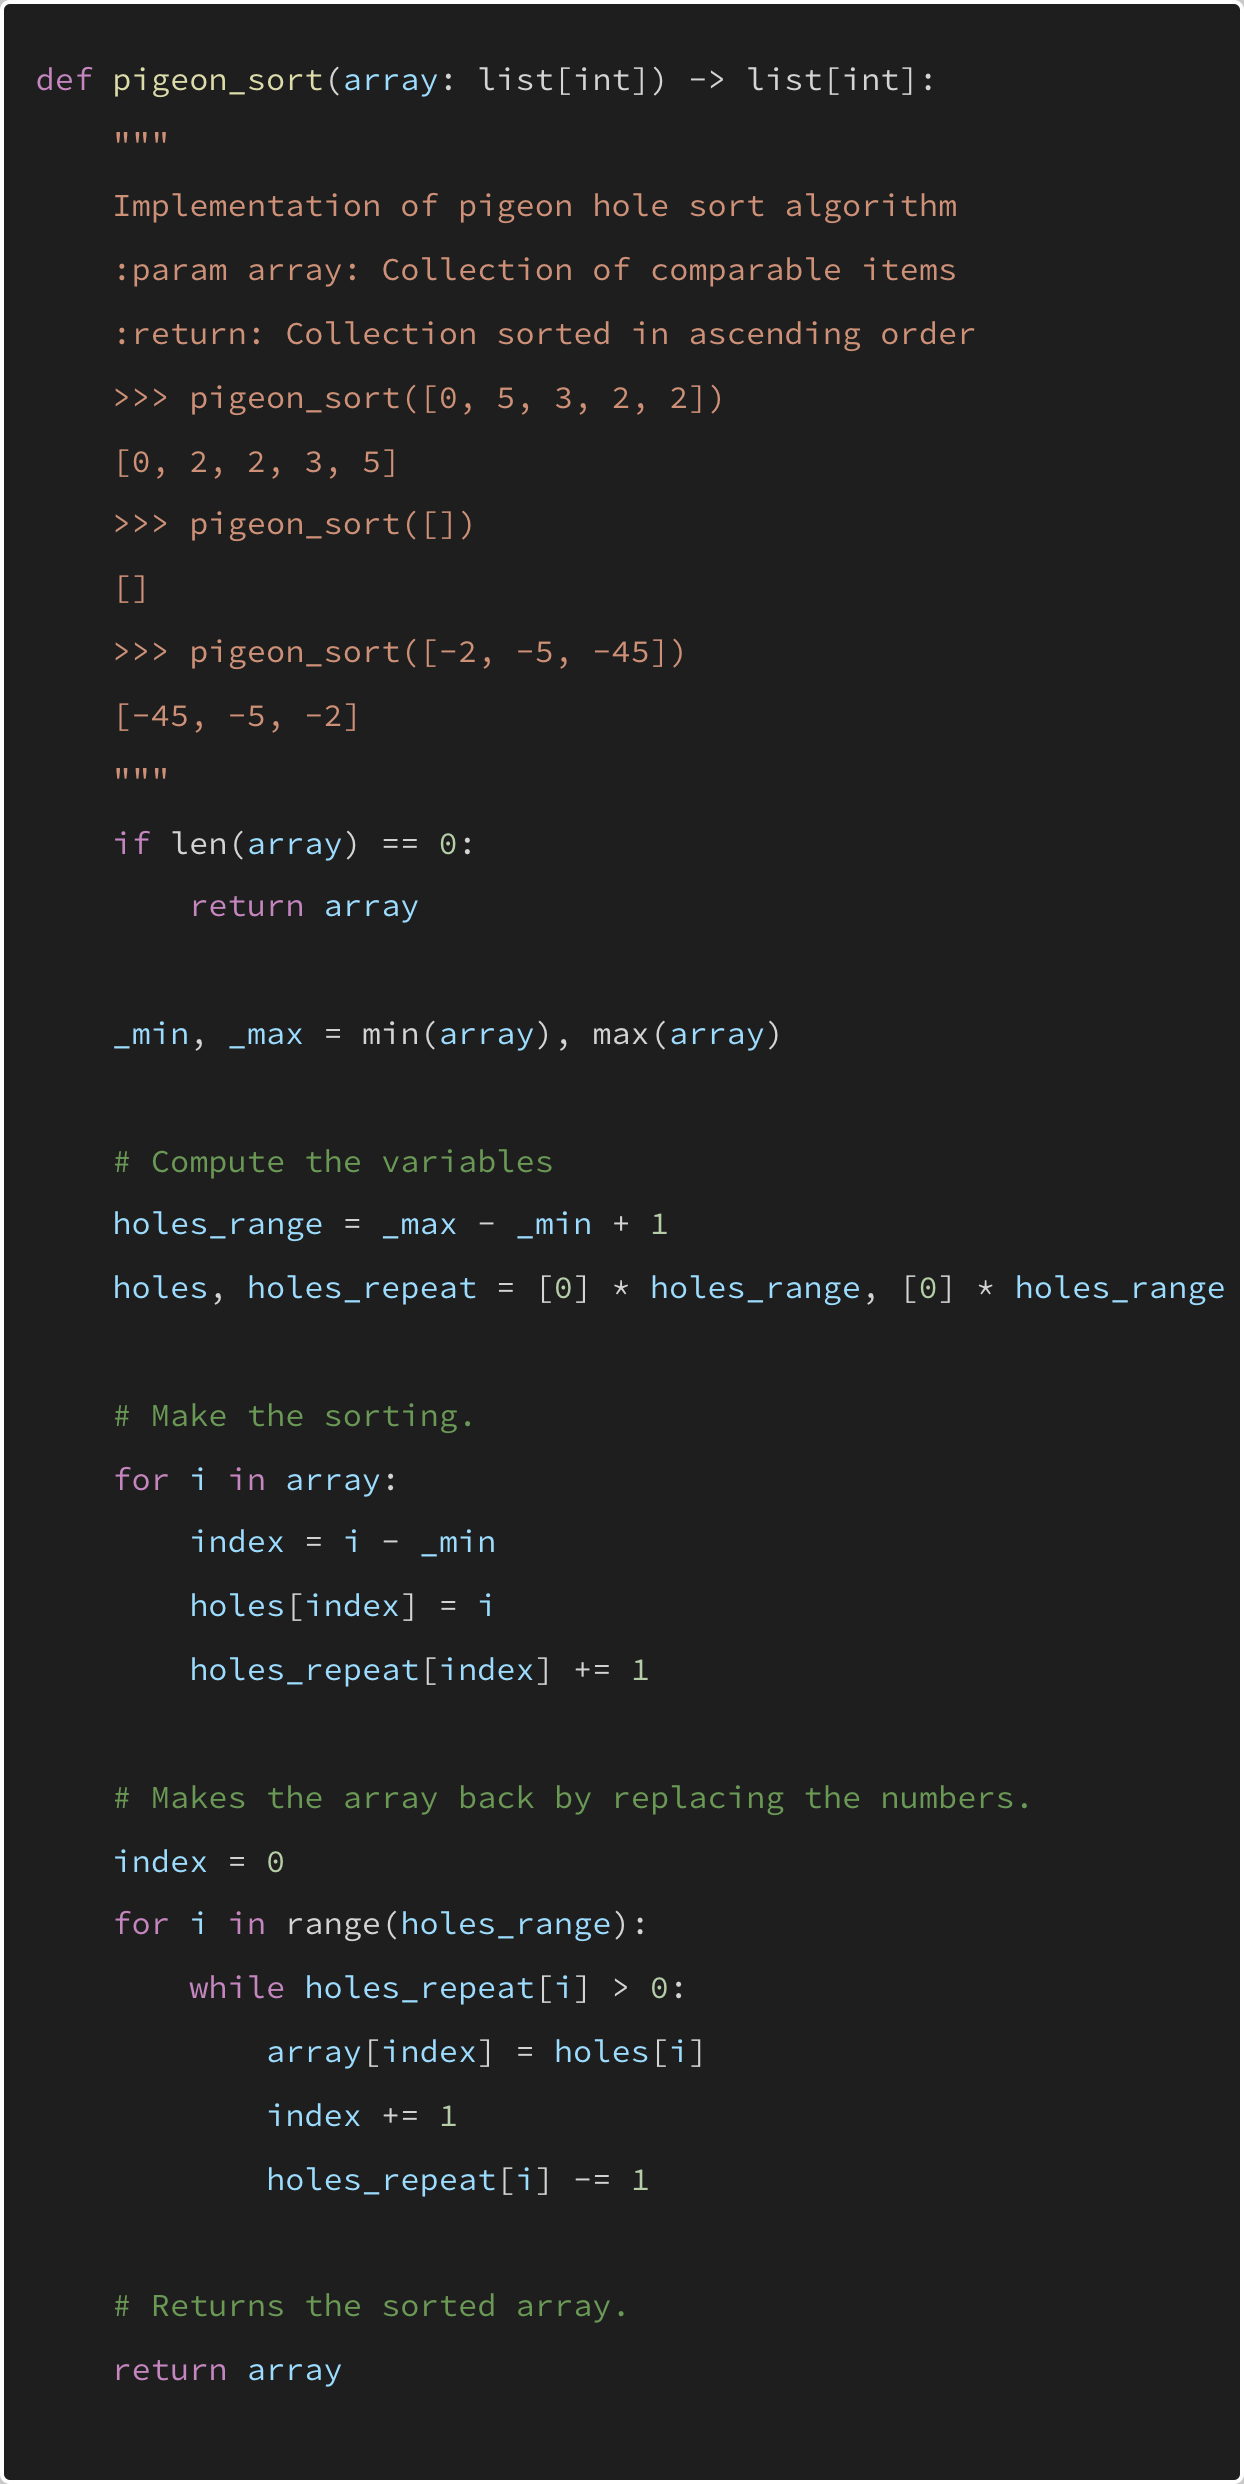 def pigeon_sort(array: list[int]) -> list[int]:
    """
    Implementation of pigeon hole sort algorithm
    :param array: Collection of comparable items
    :return: Collection sorted in ascending order
    >>> pigeon_sort([0, 5, 3, 2, 2])
    [0, 2, 2, 3, 5]
    >>> pigeon_sort([])
    []
    >>> pigeon_sort([-2, -5, -45])
    [-45, -5, -2]
    """
    if len(array) == 0:
        return array

    _min, _max = min(array), max(array)

    # Compute the variables
    holes_range = _max - _min + 1
    holes, holes_repeat = [0] * holes_range, [0] * holes_range

    # Make the sorting.
    for i in array:
        index = i - _min
        holes[index] = i
        holes_repeat[index] += 1

    # Makes the array back by replacing the numbers.
    index = 0
    for i in range(holes_range):
        while holes_repeat[i] > 0:
            array[index] = holes[i]
            index += 1
            holes_repeat[i] -= 1

    # Returns the sorted array.
    return array